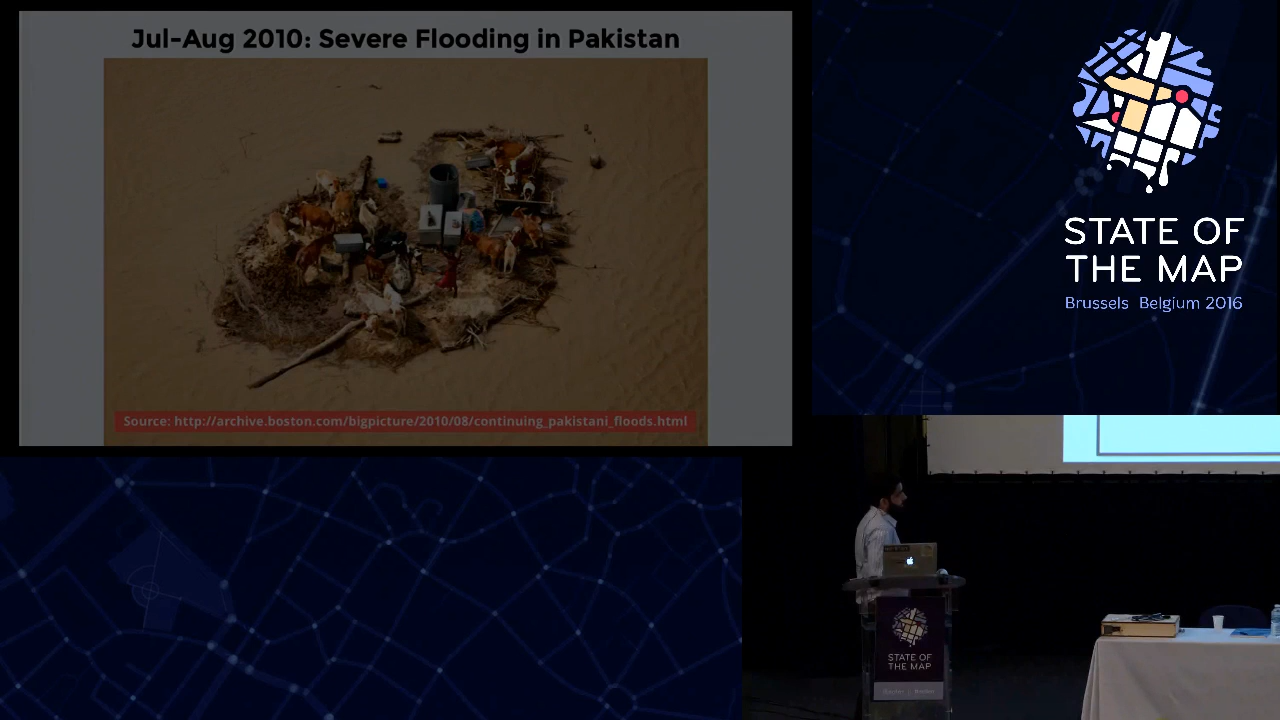 Jul-Aug 2010: Severe Flooding in Pakistan
Source: http://archive.boston.com/bigpicture/2010/08/continuing_pakistani_floods.html
STATE OF
THE MAP
Brussels Belgium 2016
STATE OF
THE MAP